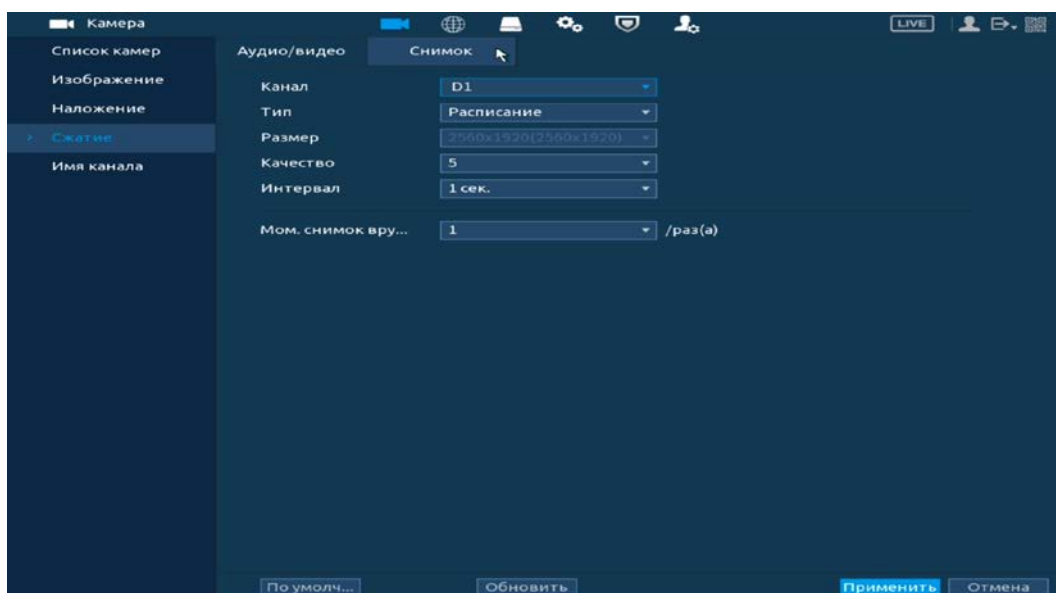 Камера LIVE
Список камер
Изображение
Наложение
Сжатие
Имя канала
Аудио/видео Снимок
Канал D1
Тип Расписание
Размер 2560x1920(2560x1920)
Качество 5
Интервал 1 сек.
Мом. снимок вру... 1 /раз(а)
По умолч... Обновить Применить Отмена